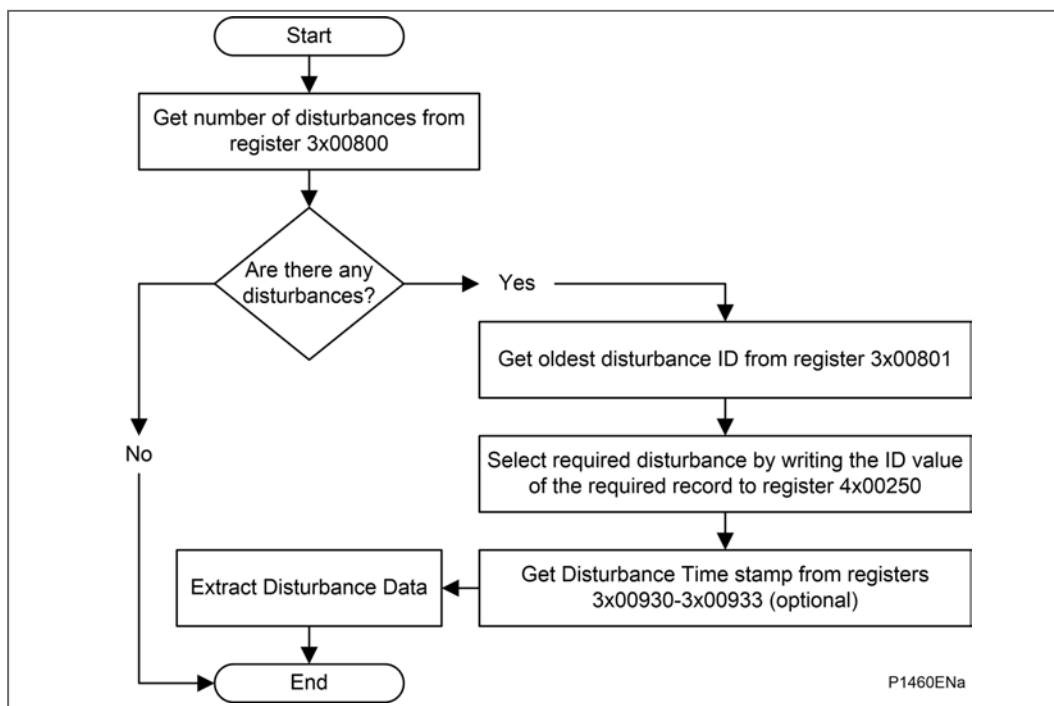 Start
Get number of disturbances from
register 3x00800
Are there any
disturbances?
Yes
Get oldest disturbance ID from register 3x00801
No
Select required disturbance by writing the ID value
of the required record to register 4x00250
Extract Disturbance Data
Get Disturbance Time stamp from registers
3x00930-3x00933 (optional)
End
P1460ENa